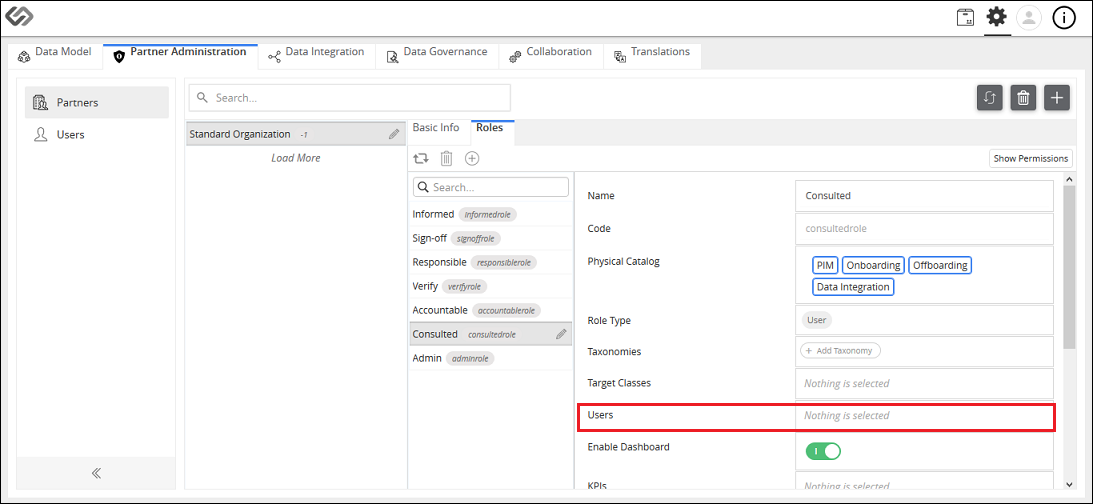 Data Model
Partner Administration
Data Integration
Data Governance
Collaboration
Translations
Partners
Users
Search...
Standard Organization -1
Load More
Basic Info
Roles
Show Permissions
Search...
Informed informedrole
Sign-off signoffrole
Responsible responsiblerole
Verify verifyrole
Accountable accountablerole
Consulted consultedrole
Admin adminrole
Name Consulted
Code consultedrole
Physical Catalog PIM Onboarding Offboarding
Data Integration
Role Type User
Taxonomies + Add Taxonomy
Target Classes Nothing is selected
Users Nothing is selected
Enable Dashboard
KPIs Nothing is selected